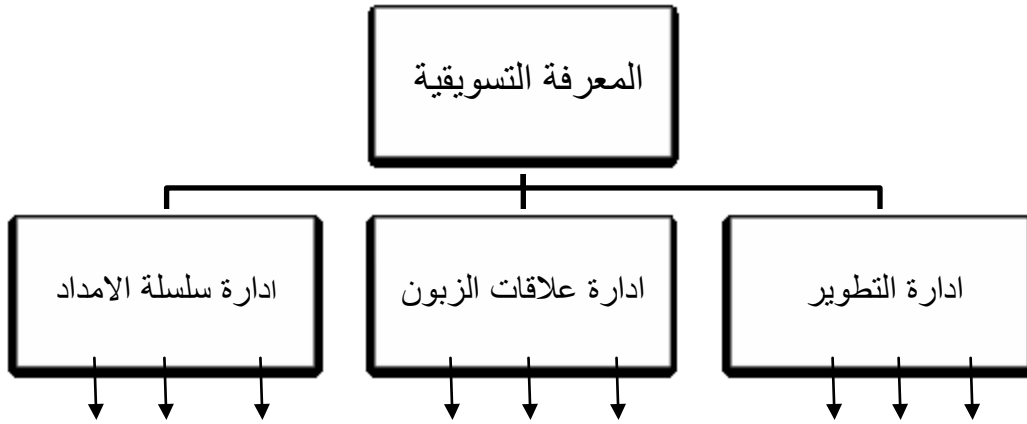 المعرفة التسويقية
ادارة التطوير
ادارة علاقات الزبون
ادارة سلسلة الامداد